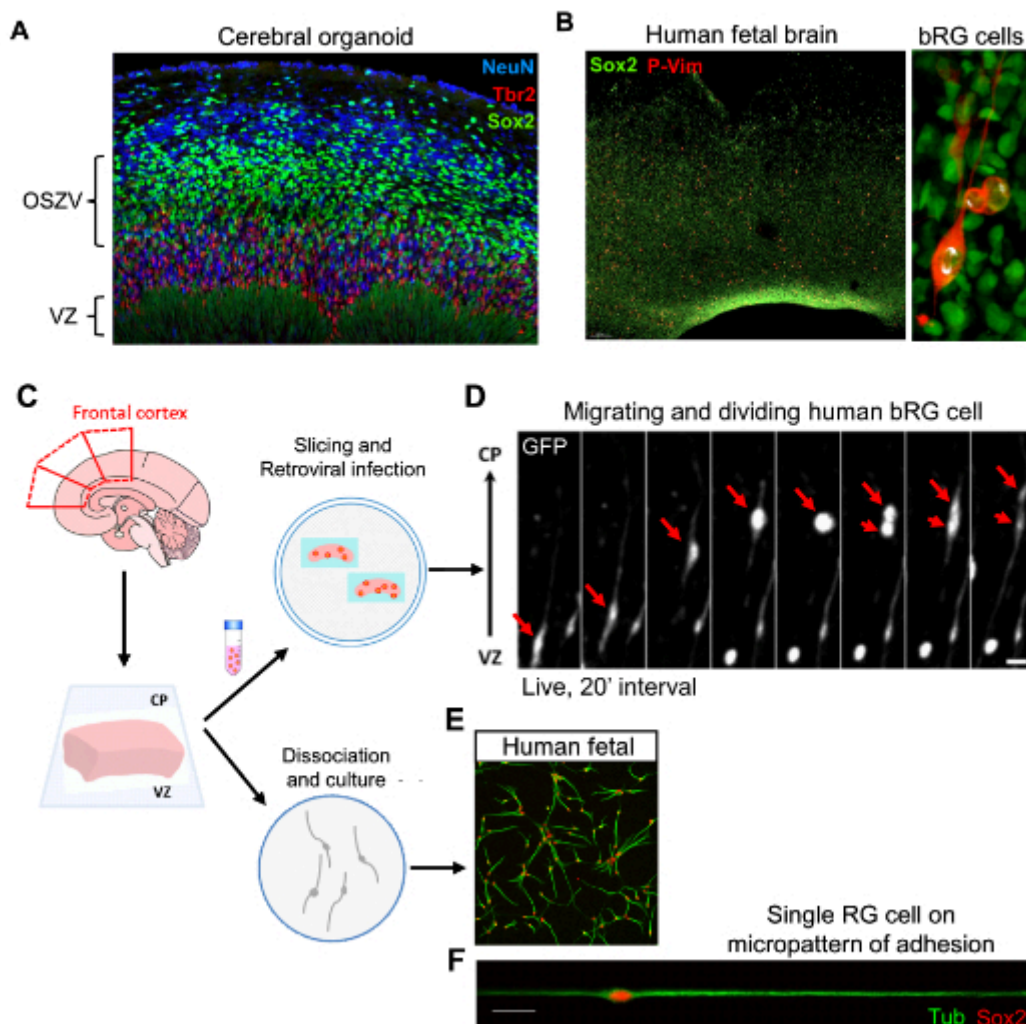 A
Cerebral organoid
NeuN
Tbr2
Sox2
OSZV
VZ
B
Human fetal brain
bRG cells
Sox2 P-Vim
C
Frontal cortex
Slicing and
Retroviral infection
CP
VZ
Dissociation
and culture
D
Migrating and dividing human bRG cell
GFP
CP
VZ
Live, 20' interval
E
Human fetal
Single RG cell on
micropattern of adhesion
F
Tub Sox2